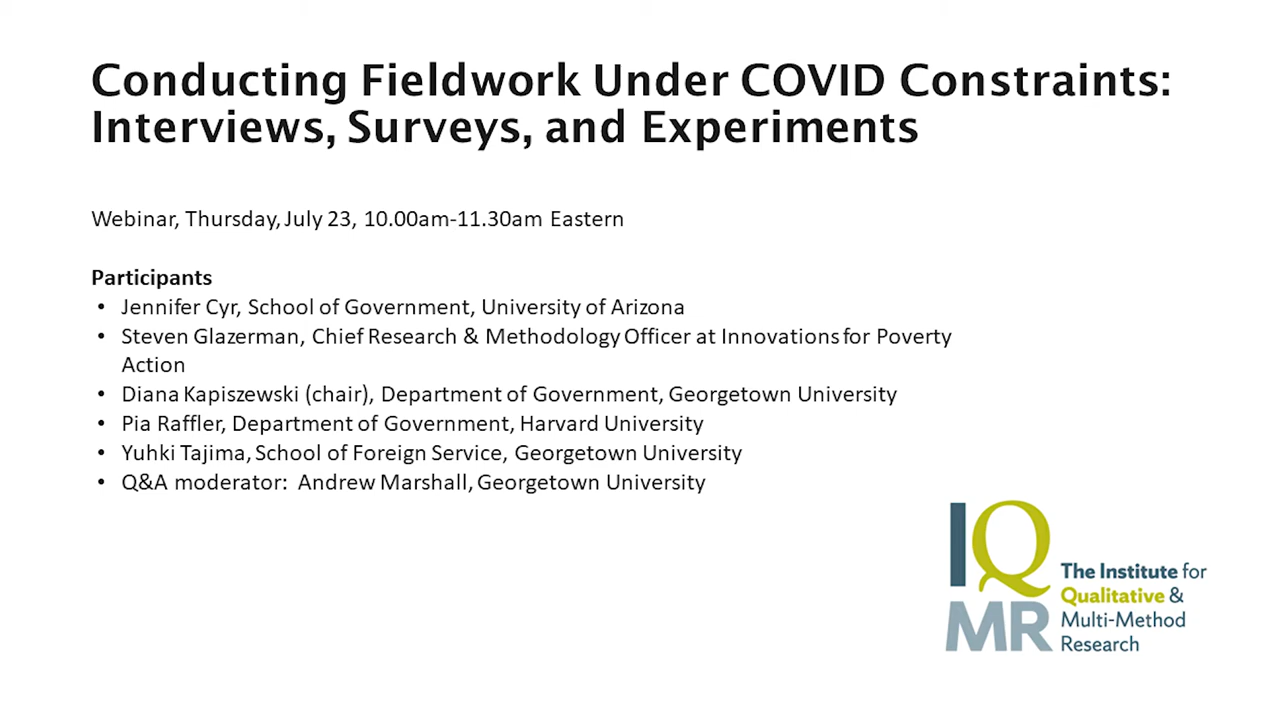 Conducting Fieldwork Under COVID Constraints:
Interviews, Surveys, and Experiments
Webinar, Thursday, July 23, 10.00am-11.30am Eastern
Participants
• Jennifer Cyr, School of Government, University of Arizona
• Steven Glazerman, Chief Research & Methodology Officer at Innovations for Poverty
Action
• Diana Kapiszewski (chair), Department of Government, Georgetown University
• Pia Raffler, Department of Government, Harvard University
• Yuhki Tajima, School of Foreign Service, Georgetown University
• Q&A moderator: Andrew Marshall, Georgetown University
IQ
MR
The Institute for
Qualitative &
Multi-Method
Research